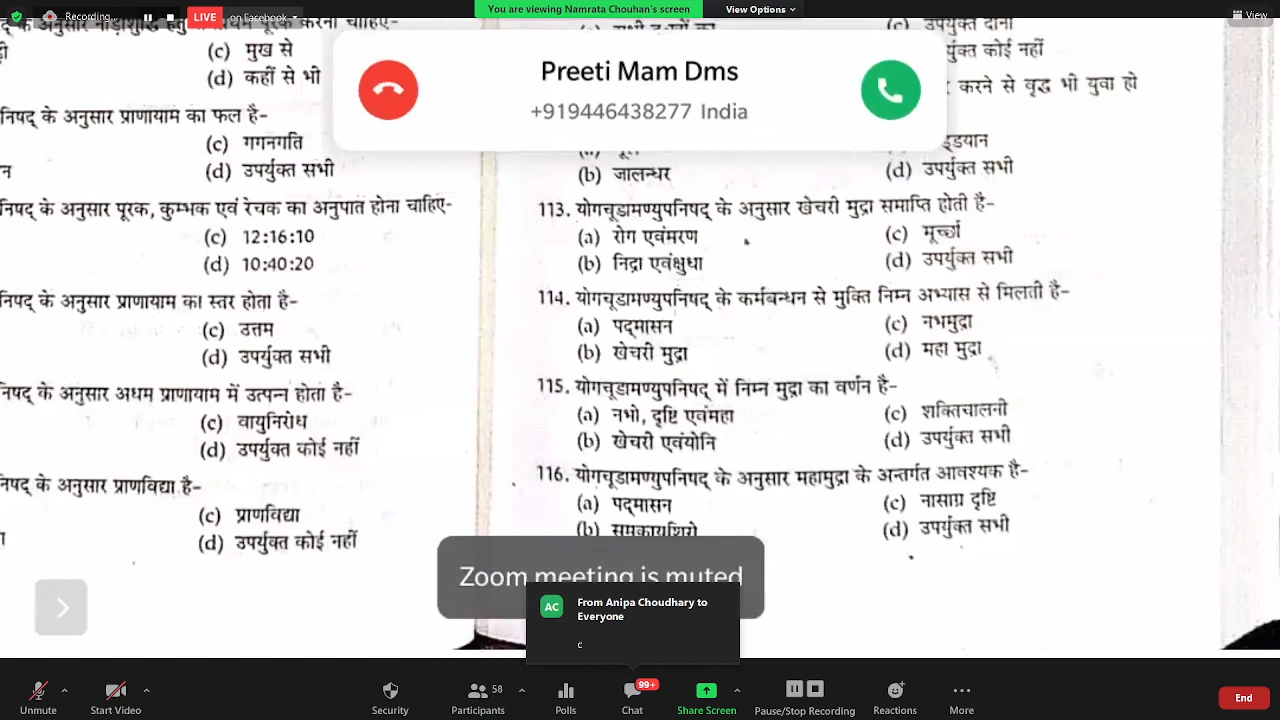 Recording...
LIVE
on Facebook
You are viewing Namrata Chouhan's screen
View Options
View
Preeti Mam Dms
+919446438277 India
के अनुसार
करना चाहिए-
(c) मुख से
(d) कहीं से भी
निषद् के अनुसार प्राणायाम का फल है-
(c) गगनगति
(d) उपर्युक्त सभी
निषद् के अनुसार पूरक, कुम्भक एवं रेचक का अनुपात होना चाहिए-
(c) 12:16:10
(d) 10:40:20
निषद् के अनुसार प्राणायाम का स्तर होता है-
(c) उत्तम
(d) उपर्युक्त सभी
निषद् के अनुसार अधम प्राणायाम में उत्पन्न होता है-
(c) वायुनिरोध
(d) उपर्युक्त कोई नहीं
निषद् के अनुसार प्राणविद्या है-
(c) प्राणविद्या
(d) उपर्युक्त कोई नहीं
(c) उपर्युक्त दोनों
र्युक्त कोई नहीं
करने से वृद्ध भी युवा हो
ड्डयान
(b) जालन्धर
(d) उपर्युक्त सभी
113. योगचूडामण्युपनिषद् के अनुसार खेचरी मुद्रा समाप्ति होती है-
(a) रोग एवंमरण
(c) मूर्च्छा
(b) निद्रा एवंक्षुधा
(d) उपर्युक्त सभी
114. योगचूडामण्युपनिषद् के कर्मबन्धन से मुक्ति निम्न अभ्यास से मिलती है-
(a) पद्मासन
(c) नभमुद्रा
(b) खेचरी मुद्रा
(d) महा मुद्रा
115. योगचूडामण्युपनिषद् में निम्न मुद्रा का वर्णन है-
(a) नभो, दृष्टि एवंमहा
(c) शक्तिचालनी
(b) खेचरी एवंयोनि
(d) उपर्युक्त सभी
116. योगचूडामण्युपनिषद् के अनुसार महामुद्रा के अन्तर्गत आवश्यक है-
(a) पद्मासन
(c) नासाग्र दृष्टि
(b) समकायशिरो
(d) उपर्युक्त सभी
Zoom meeting is muted
AC
From Anipa Choudhary to
Everyone
c
Unmute
Start Video
Security
58
Participants
Polls
99+
Chat
Share Screen
Pause/Stop Recording
Reactions
More
End